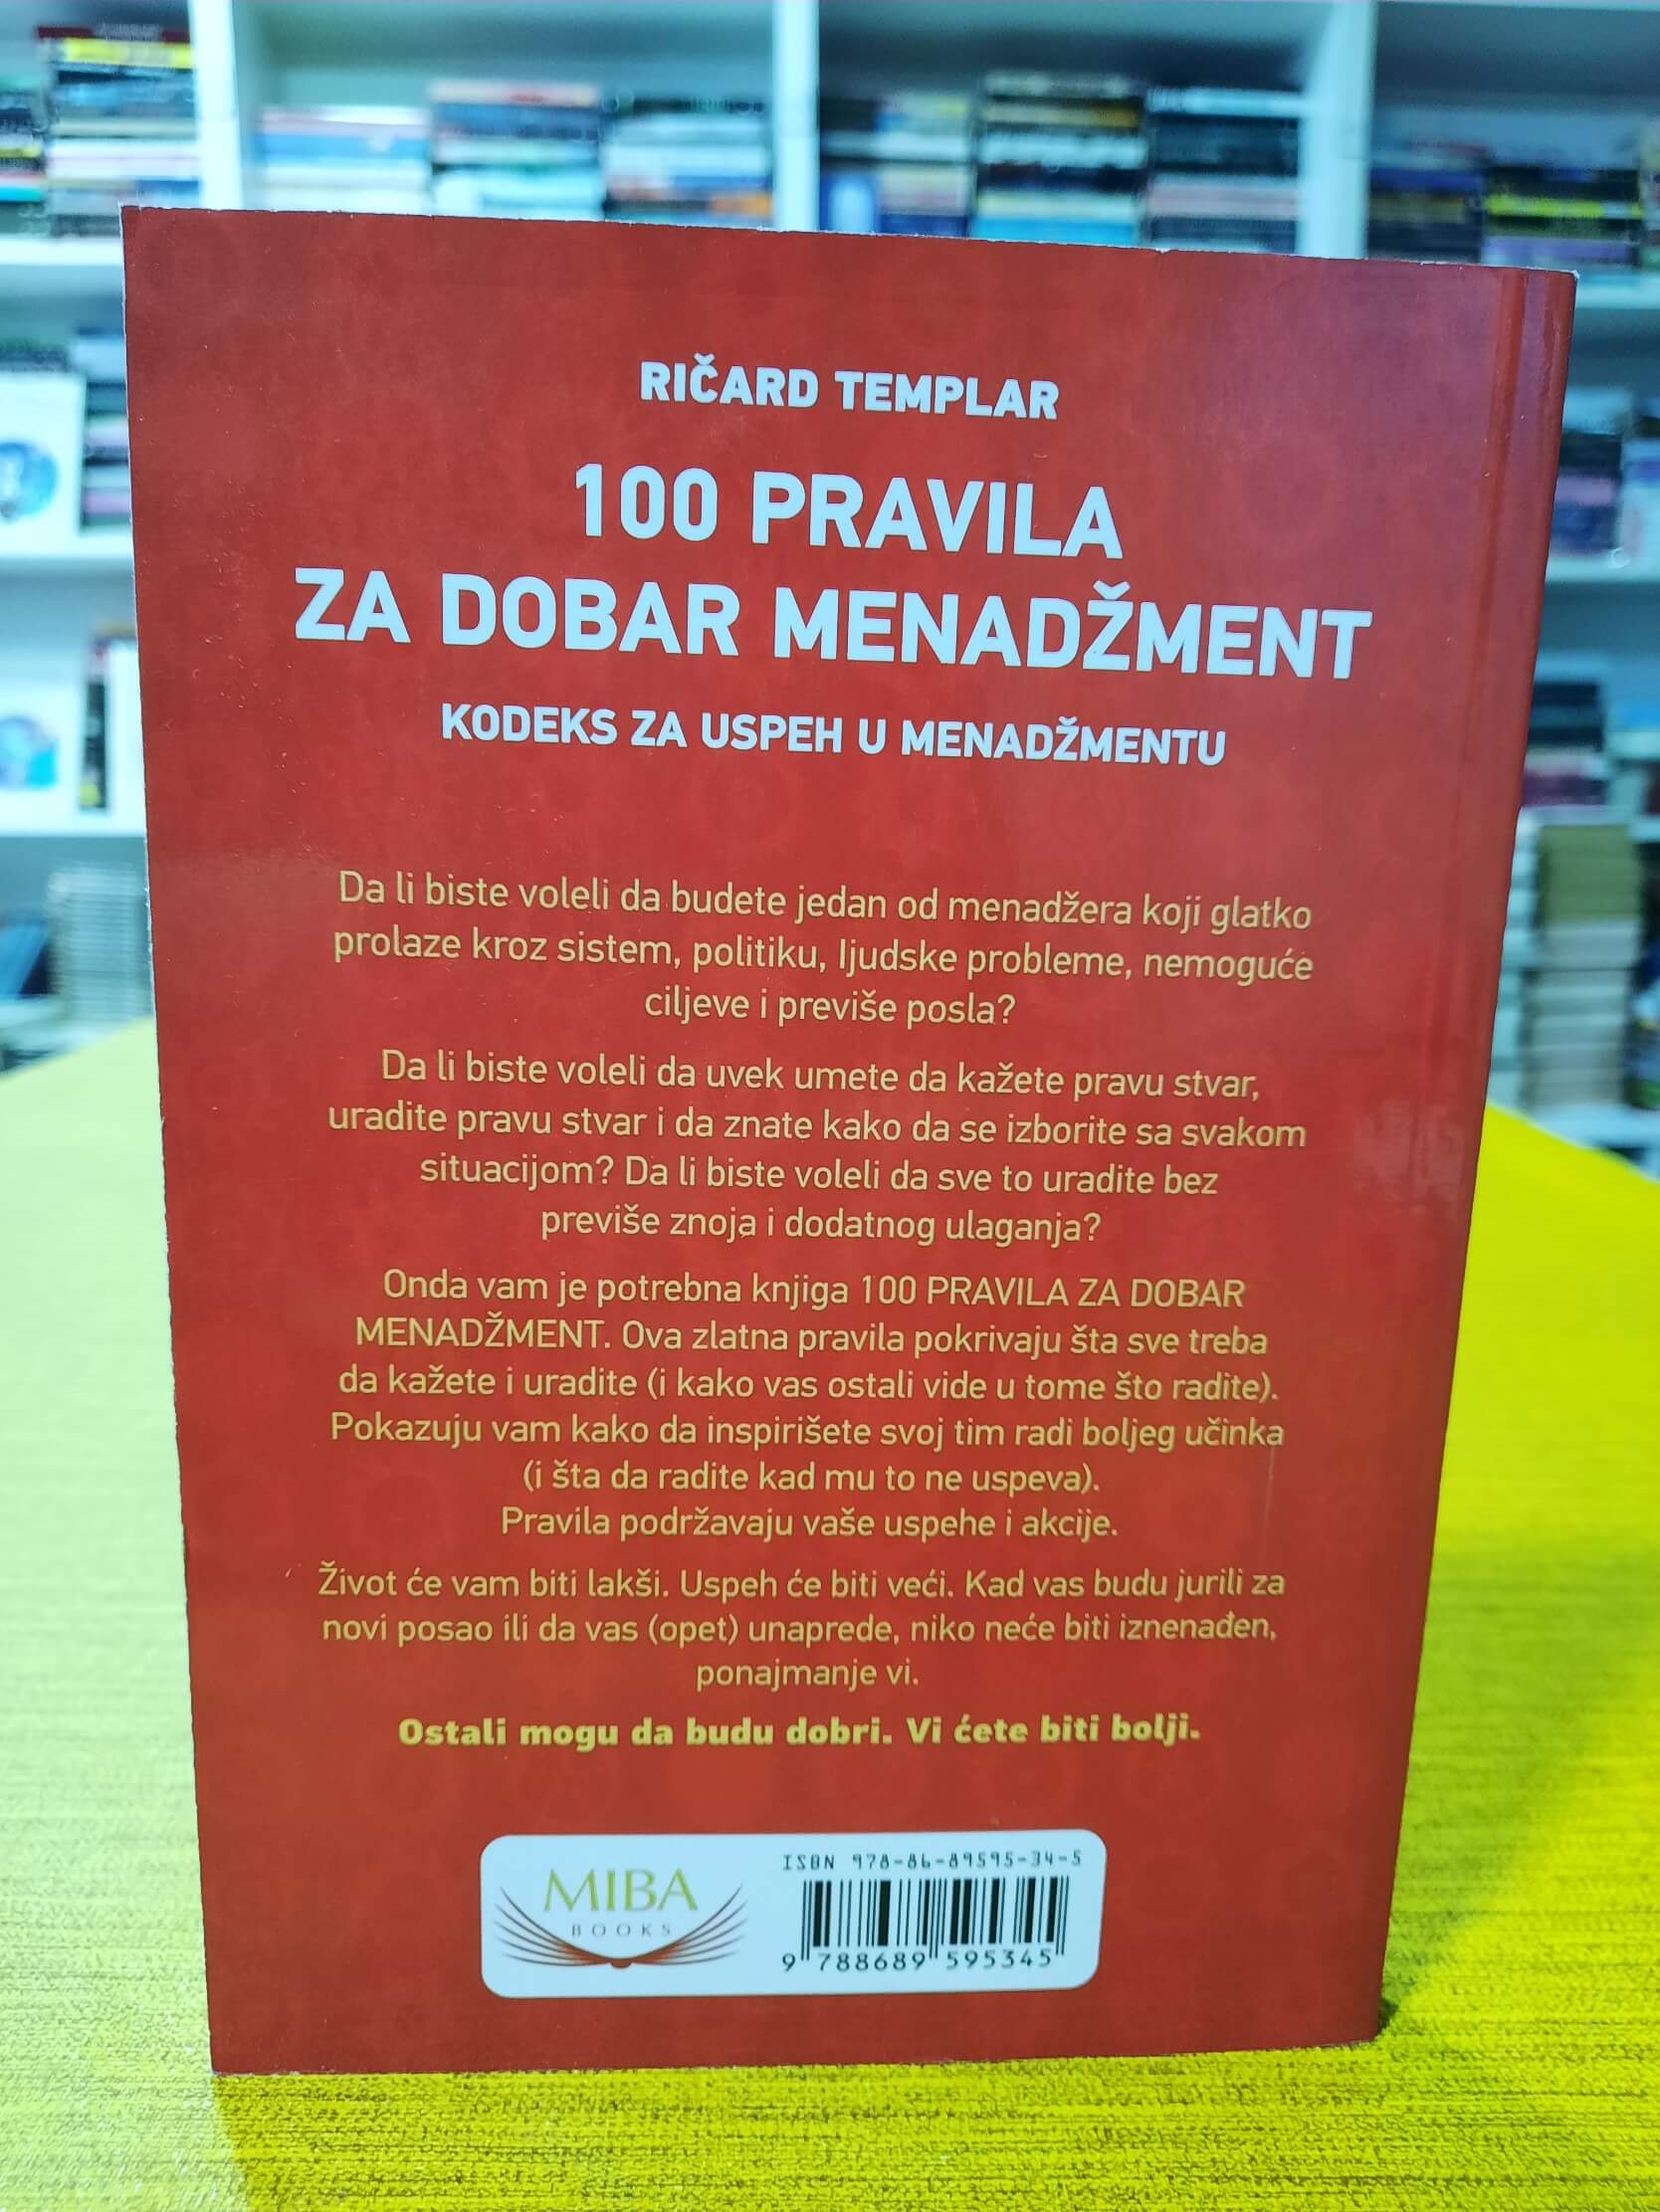 RIČARD TEMPLAR
100 PRAVILA
ZA DOBAR MENADŽMENT
KODEKS ZA USPEH U MENADŽMENTU
Da li biste voleli da budete jedan od menadžera koji glatko
prolaze kroz sistem, politiku, ljudske probleme, nemoguće
ciljeve i previše posla?
Da li biste voleli da uvek umete da kažete pravu stvar,
uradite pravu stvar i da znate kako da se izborite sa svakom
situacijom? Da li biste voleli da sve to uradite bez
previše znoja i dodatnog ulaganja?
Onda vam je potrebna knjiga 100 PRAVILA ZA DOBAR
MENADŽMENT. Ova zlatna pravila pokrivaju šta sve treba
da kažete i uradite (i kako vas ostali vide u tome što radite).
Pokazuju vam kako da inspirišete svoj tim radi boljeg učinka
(i šta da radite kad mu to ne uspeva).
Pravila podržavaju vaše uspehe i akcije.
Život će vam biti lakši. Uspeh će biti veći. Kad vas budu jurili za
novi posao ili da vas (opet) unaprede, niko neće biti iznenađen,
ponajmanje vi.
Ostali mogu da budu dobri. Vi ćete biti bolji.
MIBA
BOOKS
ISBN 978-86-89595-34-5
9 788689 595345